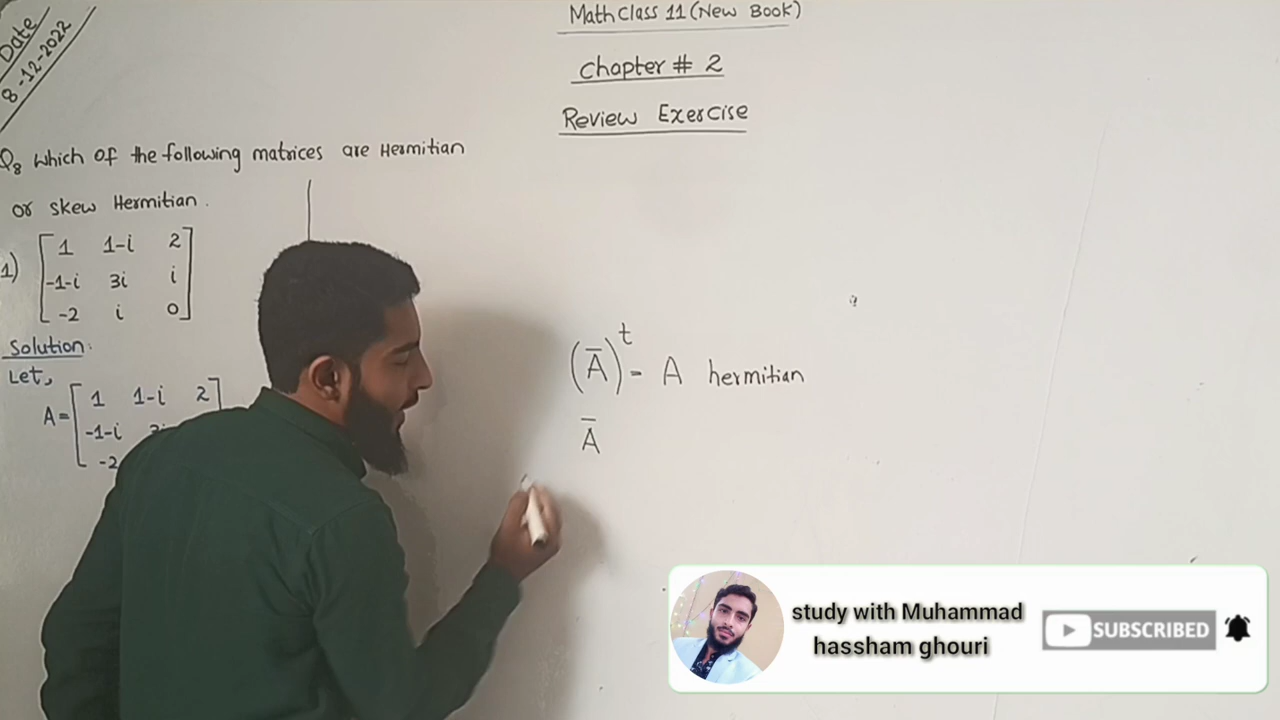 Date
8-12-2022
Math Class 11 (New Book)
Chapter # 2
Review Exercise
Q8 Which of the following matrices are Hermitian
or skew Hermitian.
1) [1 1-i 2
-1-i 3i i
-2 i 0]
Solution:
Let,
A = [1 1-i 2]
-1-i
-2
(A̅)ᵗ = A hermitian
A̅
study with Muhammad
hassham ghouri
SUBSCRIBED